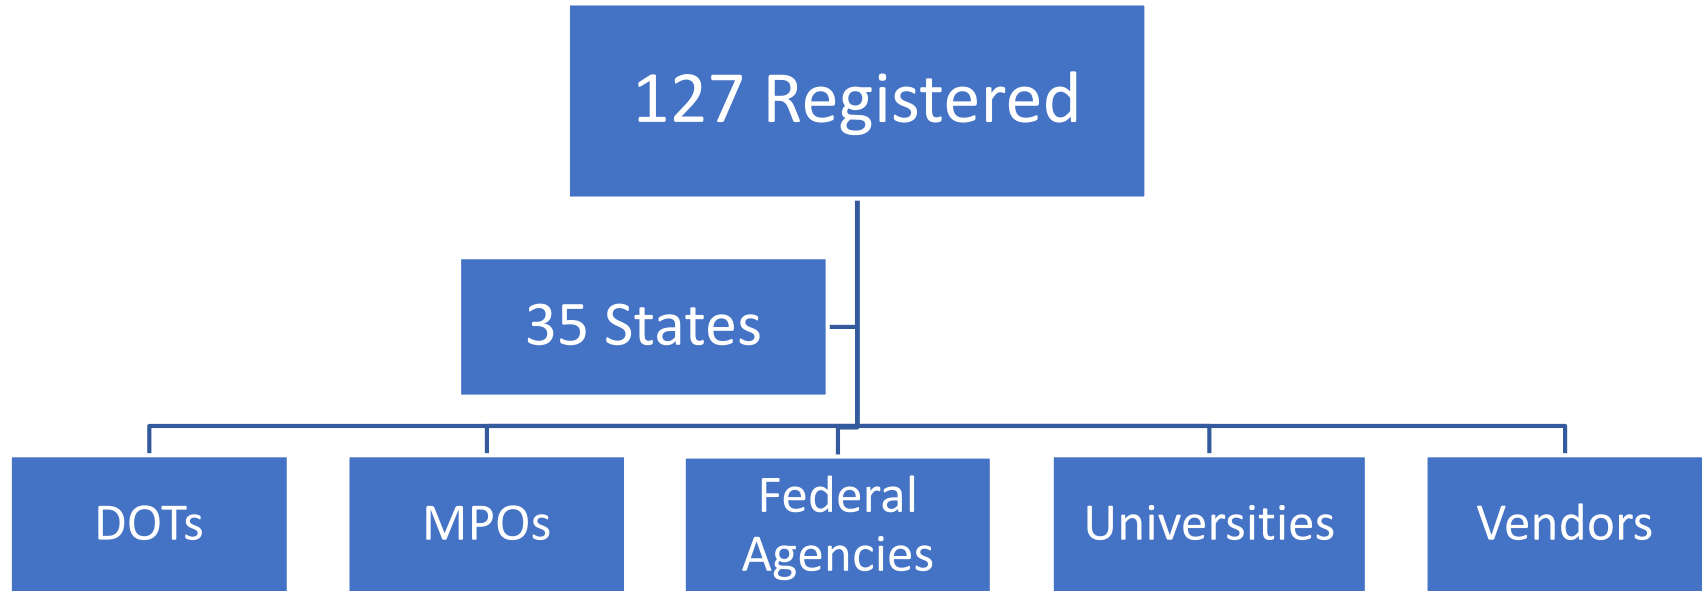 127 Registered
35 States
DOTs
MPOs
Federal
Agencies
Universities
Vendors